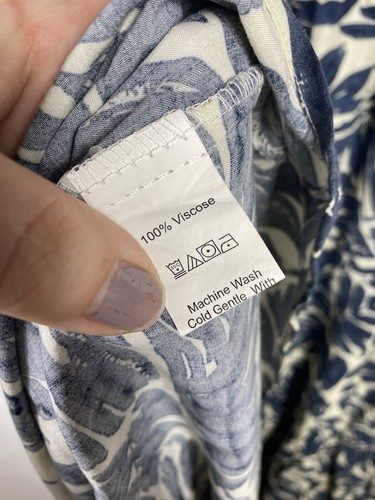 100% Viscose
Machine Wash
Cold Gentle, With